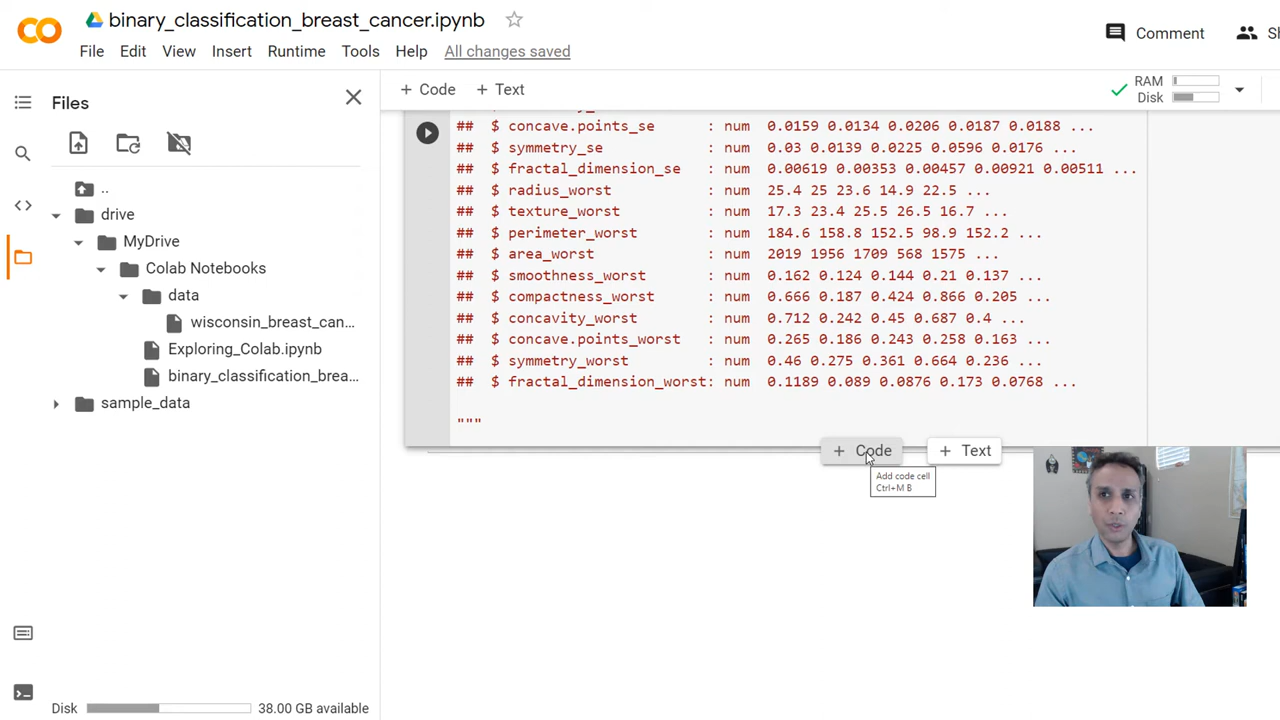 binary_classification_breast_cancer.ipynb
File Edit View Insert Runtime Tools Help All changes saved
Comment
+ Code + Text
RAM
Disk
Files
..
drive
MyDrive
Colab Notebooks
data
wisconsin_breast_can...
Exploring_Colab.ipynb
binary_classification_brea...
sample_data
Disk 38.00 GB available
## $ concave.points_se : num 0.0159 0.0134 0.0206 0.0187 0.0188 ...
## $ symmetry_se : num 0.03 0.0139 0.0225 0.0596 0.0176 ...
## $ fractal_dimension_se : num 0.00619 0.00353 0.00457 0.00921 0.00511 ...
## $ radius_worst : num 25.4 25 23.6 14.9 22.5 ...
## $ texture_worst : num 17.3 23.4 25.5 26.5 16.7 ...
## $ perimeter_worst : num 184.6 158.8 152.5 98.9 152.2 ...
## $ area_worst : num 2019 1956 1709 568 1575 ...
## $ smoothness_worst : num 0.162 0.124 0.144 0.21 0.137 ...
## $ compactness_worst : num 0.666 0.187 0.424 0.866 0.205 ...
## $ concavity_worst : num 0.712 0.242 0.45 0.687 0.4 ...
## $ concave.points_worst : num 0.265 0.186 0.243 0.258 0.163 ...
## $ symmetry_worst : num 0.46 0.275 0.361 0.664 0.236 ...
## $ fractal_dimension_worst: num 0.1189 0.089 0.0876 0.173 0.0768 ...
"""
+ Code + Text
Add code cell
Ctrl+M B